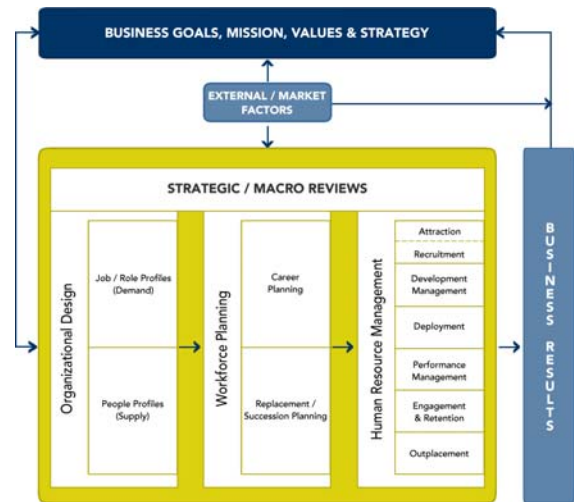 BUSINESS GOALS, MISSION, VALUES & STRATEGY
EXTERNAL / MARKET
FACTORS
STRATEGIC / MACRO REVIEWS
Organizational Design
Job / Role Profiles
(Demand)
People Profiles
(Supply)
Workforce Planning
Career
Planning
Replacement /
Succession Planning
Human Resource Management
Attraction
Recruitment
Development
Management
Deployment
Performance
Management
Engagement
& Retention
Outplacement
BUSINESS RESULTS